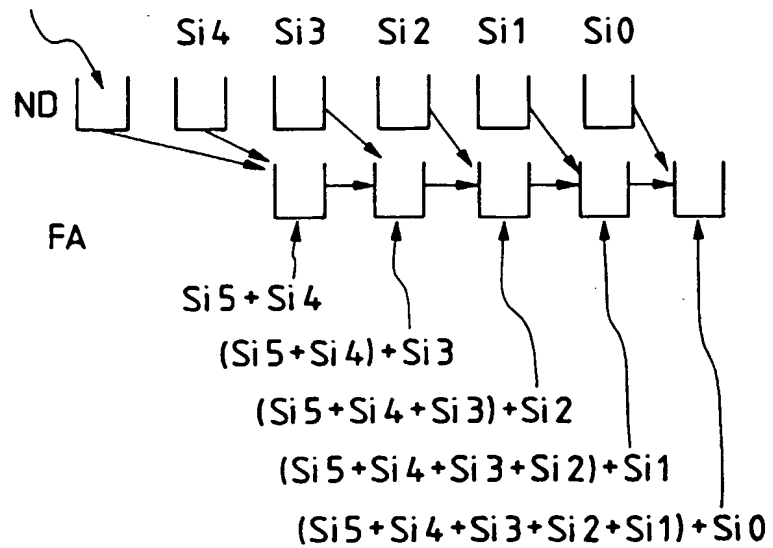 Si4 Si3 Si2 Si1 Si0
ND
FA
Si5+Si4
(Si5+Si4)+Si3
(Si5+Si4+Si3)+Si2
(Si5+Si4+Si3+Si2)+Si1
(Si5+Si4+Si3+Si2+Si1)+Si0